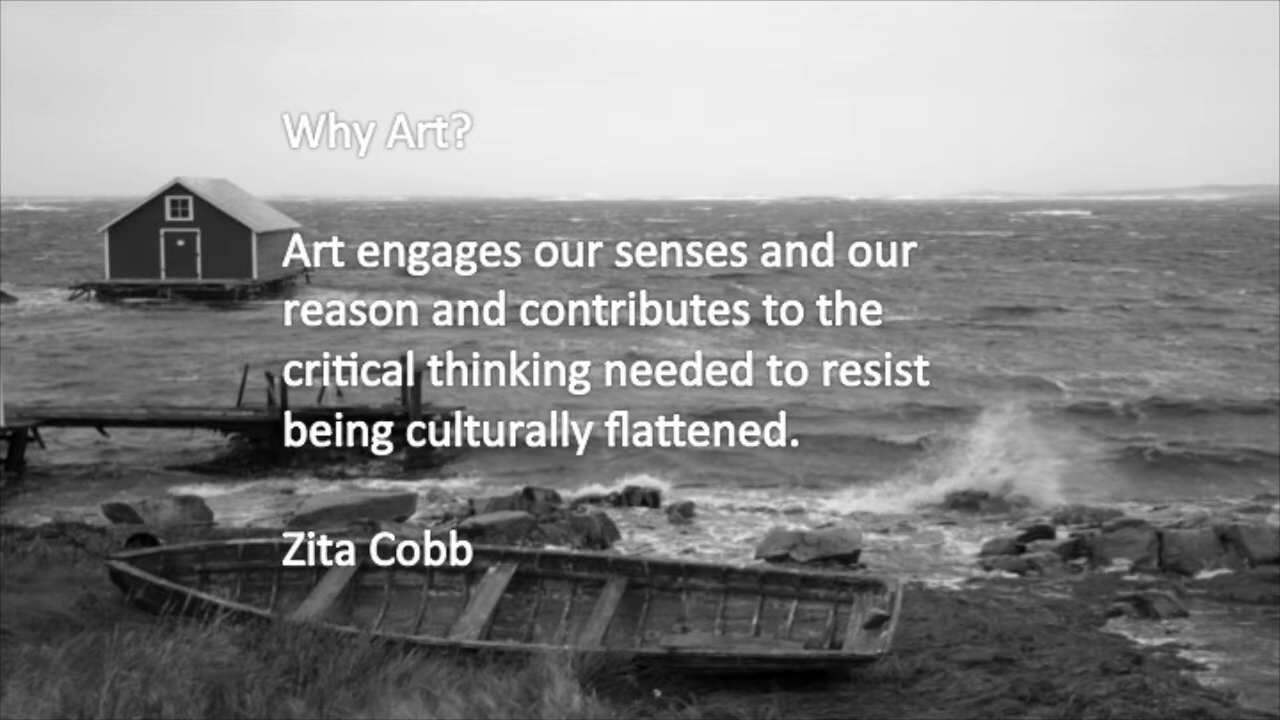 Why Art?
Art engages our senses and our
reason and contributes to the
critical thinking needed to resist
being culturally flattened.
Zita Cobb